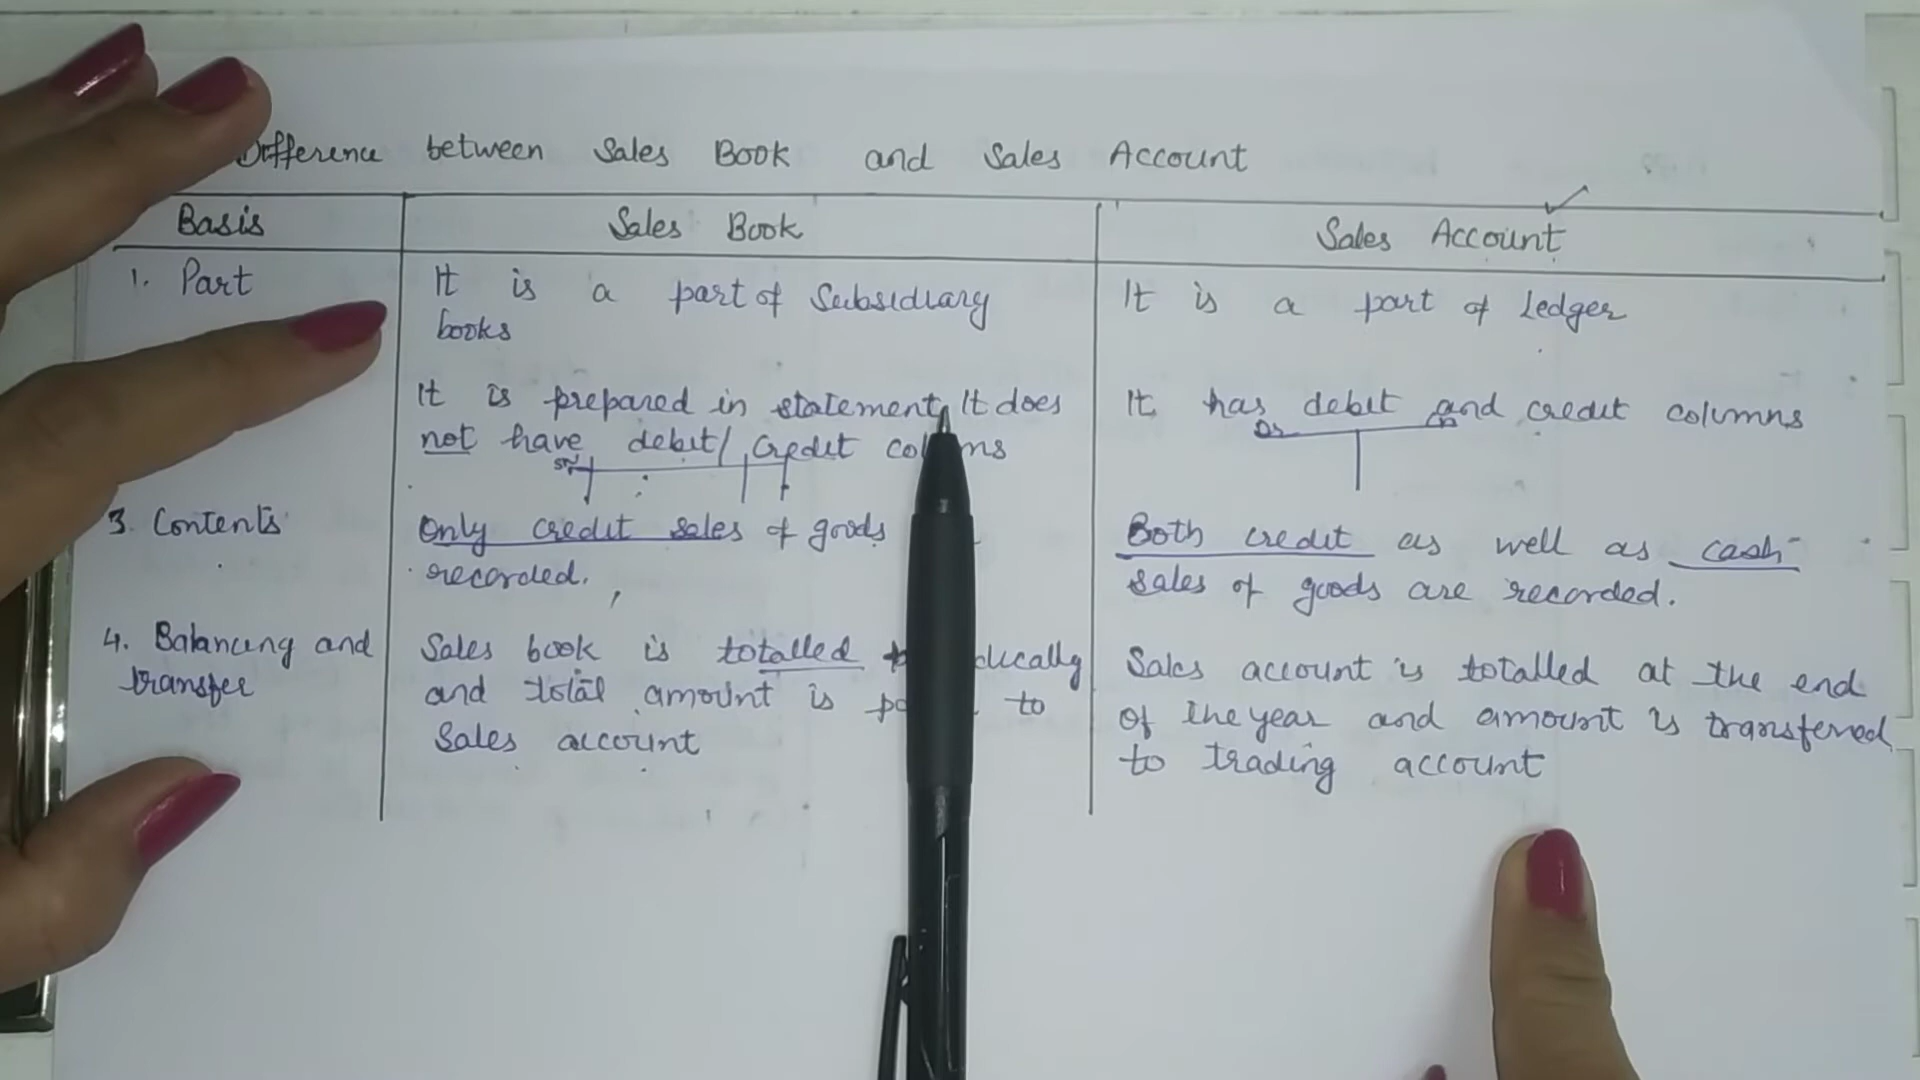 Difference between Sales Book and Sales Account
Basis
Sales Book
Sales Account
1. Part
It is a part of Subsidiary
books
It is a part of Ledger
It is prepared in statement. It does
not have debit/ Credit columns
It has debit and credit columns
Dr Cr
3. Contents
Only credit sales of goods
recorded.
Both credit as well as cash
sales of goods are recorded.
4. Balancing and
transfer
Sales book is totalled
and total amount is to
Sales account
Sales account is totalled at the end
of the year and amount is transferred
to trading account